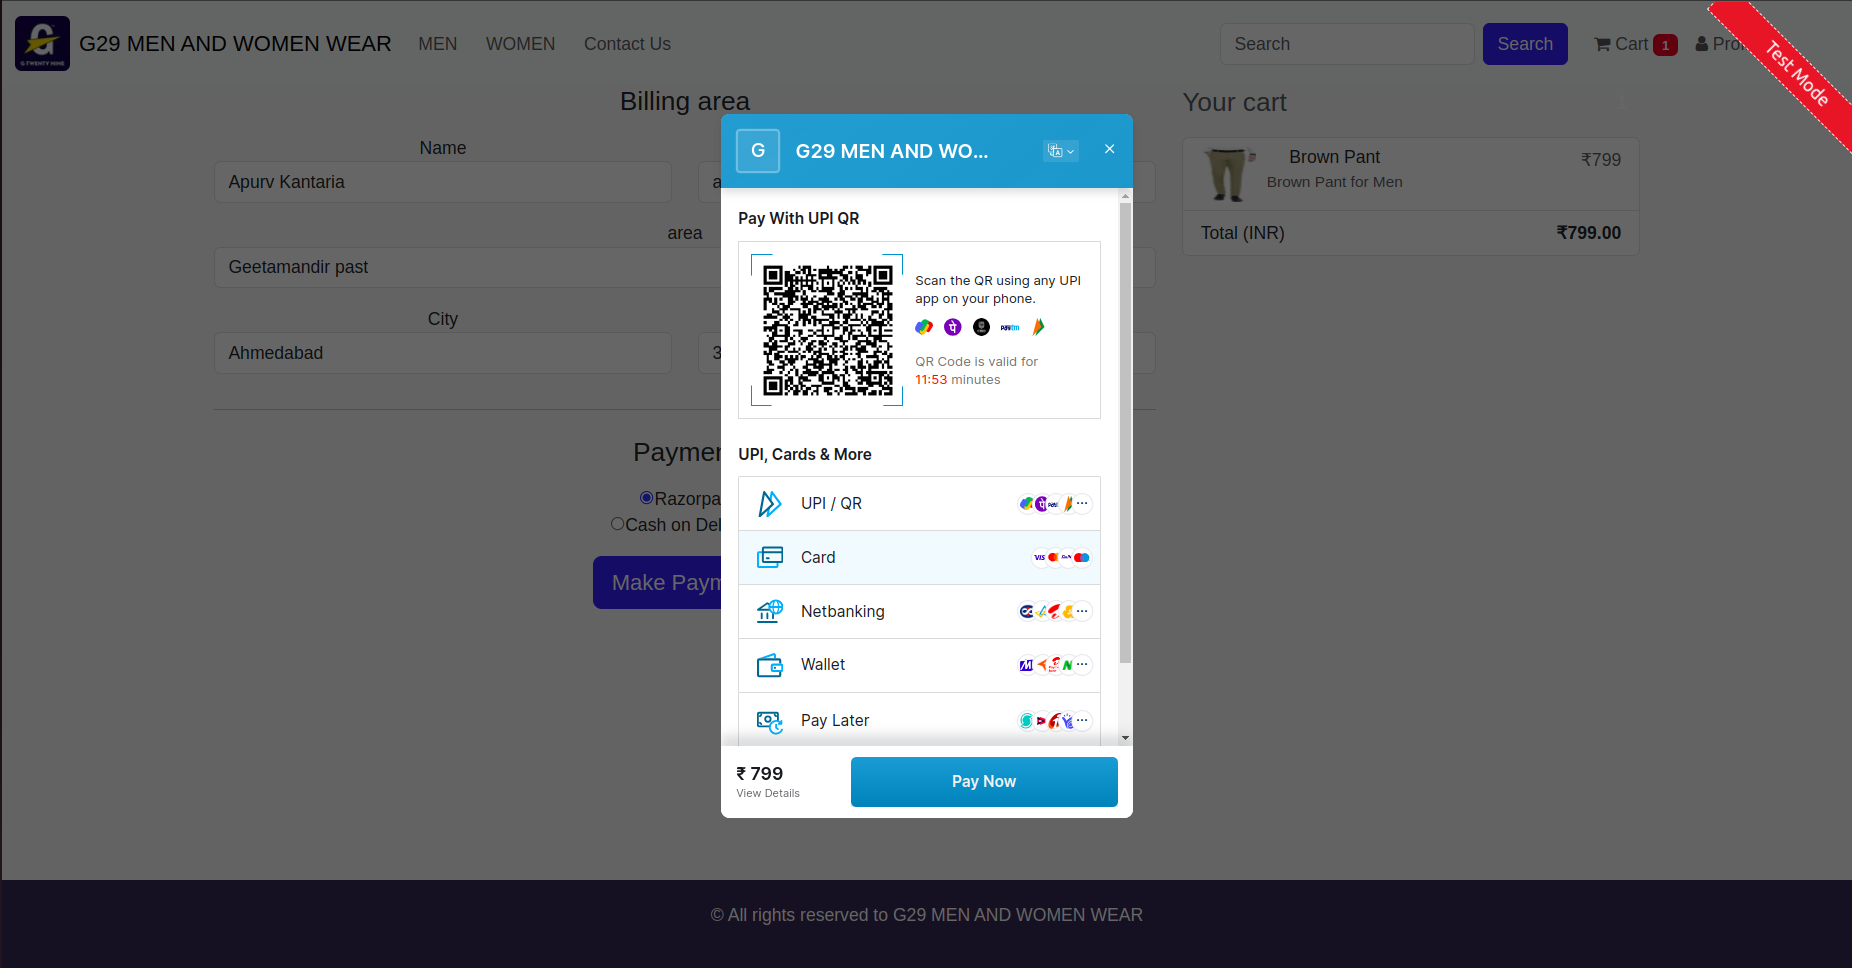 G-TWENTY NINE
G29 MEN AND WOMEN WEAR
MEN
WOMEN
Contact Us
Search
Search
Cart 1
Test Mode
Billing area
Name
Apurv Kantaria
area
Geetamandir past
City
Ahmedabad
3
Razorpa
Cash on Del
Make Paym
Your cart
Brown Pant
₹799
Brown Pant for Men
Total (INR)
₹799.00
G
G29 MEN AND WO...
Pay With UPI QR
Scan the QR using any UPI
app on your phone.
paytm
QR Code is valid for
11:53 minutes
UPI, Cards & More
UPI / QR
Card
VIS
Netbanking
Wallet
Pay Later
₹ 799
View Details
Pay Now
© All rights reserved to G29 MEN AND WOMEN WEAR